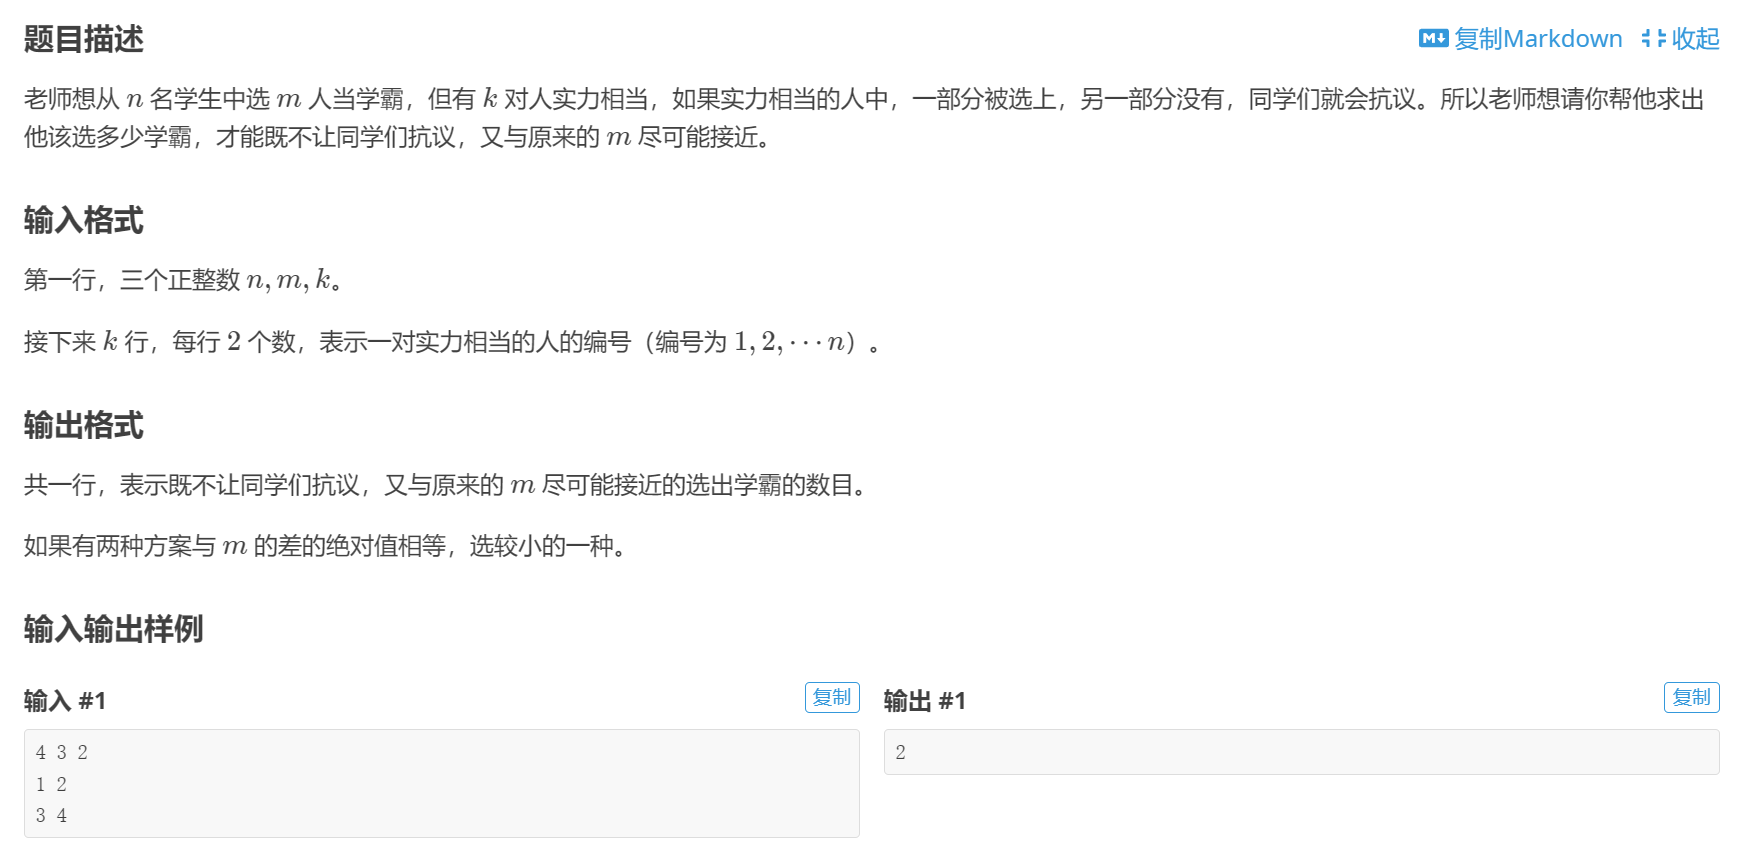 题目描述
复制Markdown 收起
老师想从 n 名学生中选 m 人当学霸，但有 k 对人实力相当，如果实力相当的人中，一部分被选上，另一部分没有，同学们就会抗议。所以老师想请你帮他求出
他该选多少学霸，才能既不让同学们抗议，又与原来的 m 尽可能接近。
输入格式
第一行，三个正整数 n, m, k。
接下来 k 行，每行 2 个数，表示一对实力相当的人的编号（编号为 1, 2, ⋯ n）。
输出格式
共一行，表示既不让同学们抗议，又与原来的 m 尽可能接近的选出学霸的数目。
如果有两种方案与 m 的差的绝对值相等，选较小的一种。
输入输出样例
输入 #1
复制
4 3 2
1 2
3 4
输出 #1
复制
2